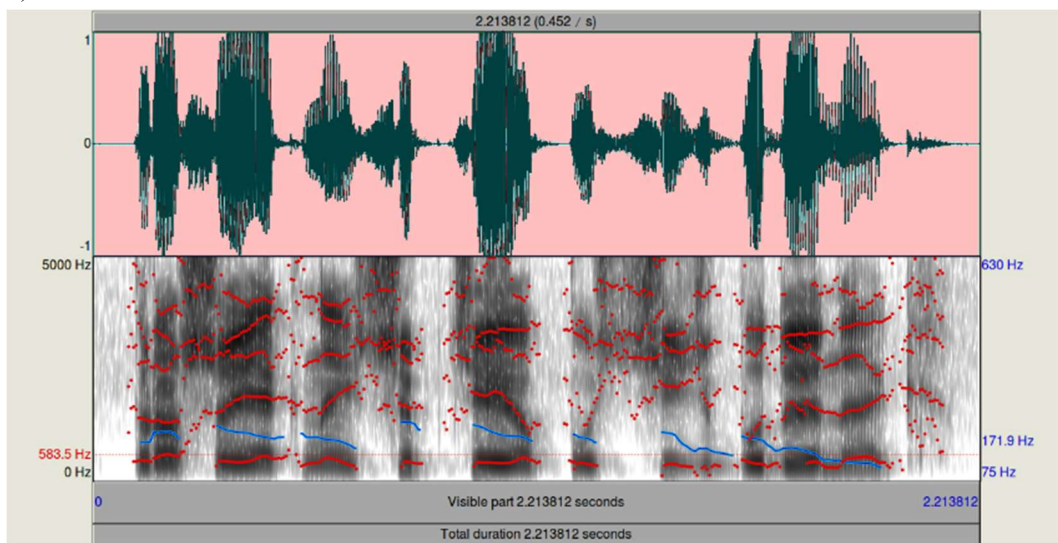 2.213812 (0.452 / s)
1
0
-1
5000 Hz
630 Hz
583.5 Hz
171.9 Hz
0 Hz
75 Hz
0
Visible part 2.213812 seconds
2.213812
Total duration 2.213812 seconds